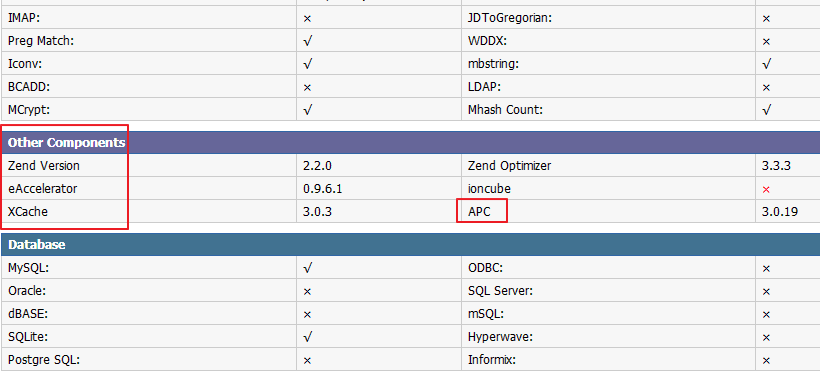 IMAP: × JDToGregorian: ×
Preg Match: √ WDDX: ×
Iconv: √ mbstring: √
BCADD: × LDAP: ×
MCrypt: √ Mhash Count: √
Other Components
Zend Version 2.2.0 Zend Optimizer 3.3.3
eAccelerator 0.9.6.1 ioncube ×
XCache 3.0.3 APC 3.0.19
Database
MySQL: √ ODBC: ×
Oracle: × SQL Server: ×
dBASE: × mSQL: ×
SQLite: √ Hyperwave: ×
Postgre SQL: × Informix: ×